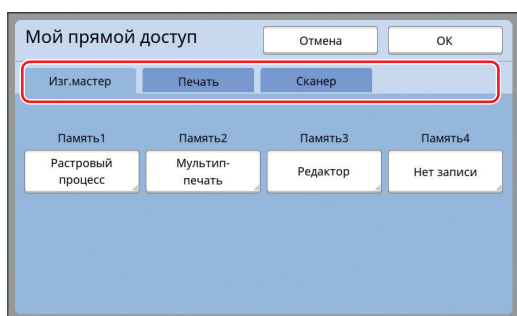 Мой прямой доступ
Отмена
ОК
Изг.мастер
Печать
Сканер
Память1
Память2
Память3
Память4
Растровый
процесс
Мультип-
печать
Редактор
Нет записи